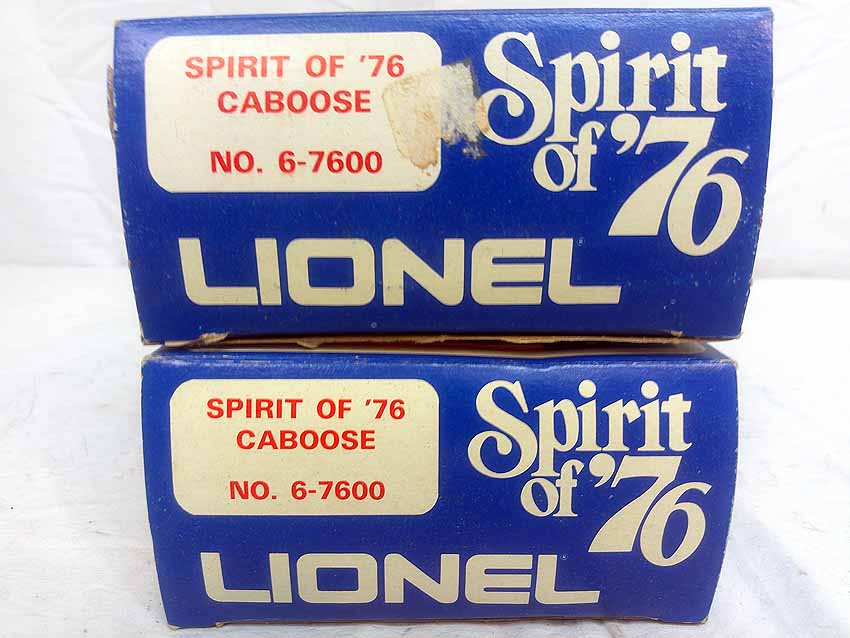 SPIRIT OF '76
CABOOSE
NO. 6-7600
Spirit
of '76
LIONEL®
SPIRIT OF '76
CABOOSE
NO. 6-7600
Spirit
of '76
LIONEL®